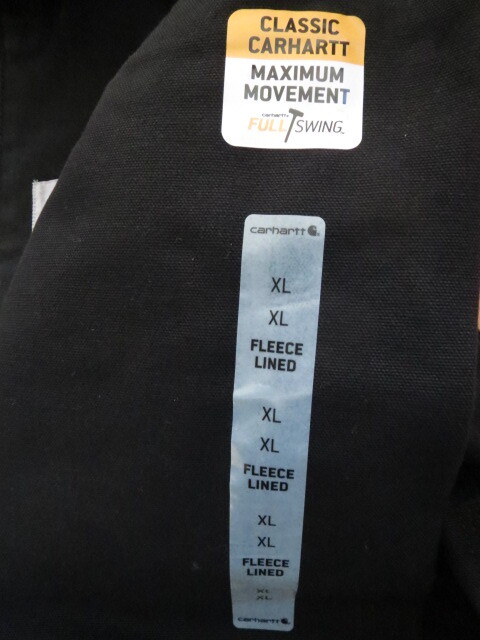 CLASSIC
CARHARTT
MAXIMUM
MOVEMENT
carhartt
FULL SWING
carhartt
XL
XL
FLEECE
LINED
XL
XL
FLEECE
LINED
XL
XL
FLEECE
LINED
XL
XL
carhartt